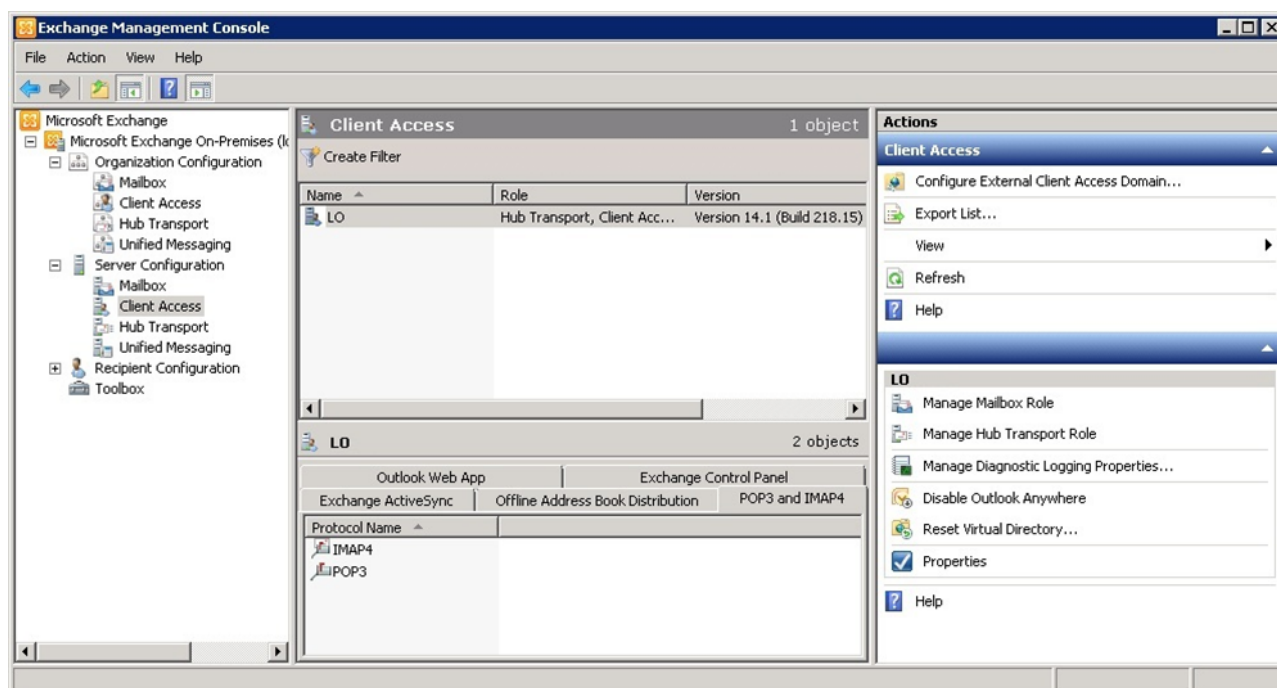 Exchange Management Console
File Action View Help
Microsoft Exchange
Microsoft Exchange On-Premises (lo
Organization Configuration
Mailbox
Client Access
Hub Transport
Unified Messaging
Server Configuration
Mailbox
Client Access
Hub Transport
Unified Messaging
Recipient Configuration
Toolbox
Client Access 1 object
Create Filter
Name Role Version
LO Hub Transport, Client Acc... Version 14.1 (Build 218.15)
LO 2 objects
Outlook Web App Exchange Control Panel
Exchange ActiveSync Offline Address Book Distribution POP3 and IMAP4
Protocol Name
IMAP4
POP3
Actions
Client Access
Configure External Client Access Domain...
Export List...
View
Refresh
Help
LO
Manage Mailbox Role
Manage Hub Transport Role
Manage Diagnostic Logging Properties...
Disable Outlook Anywhere
Reset Virtual Directory...
Properties
Help